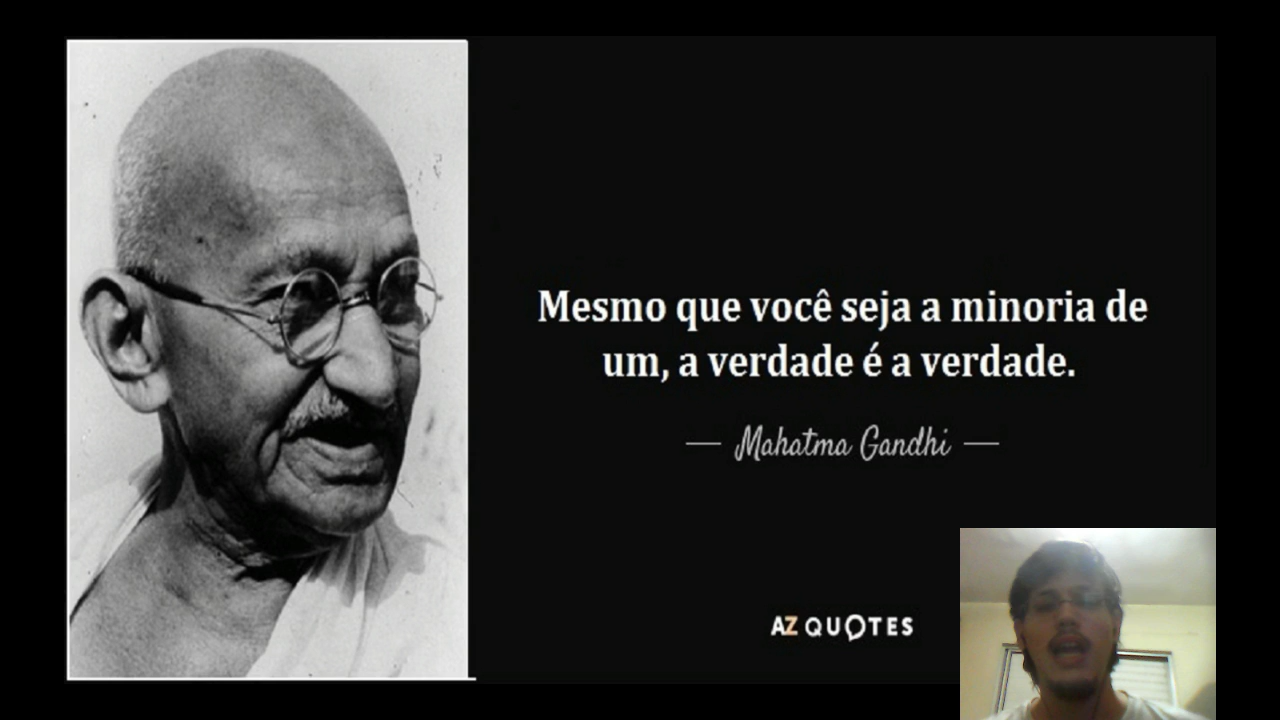 Mesmo que você seja a minoria de
um, a verdade é a verdade.
— Mahatma Gandhi —
AZ QUOTES